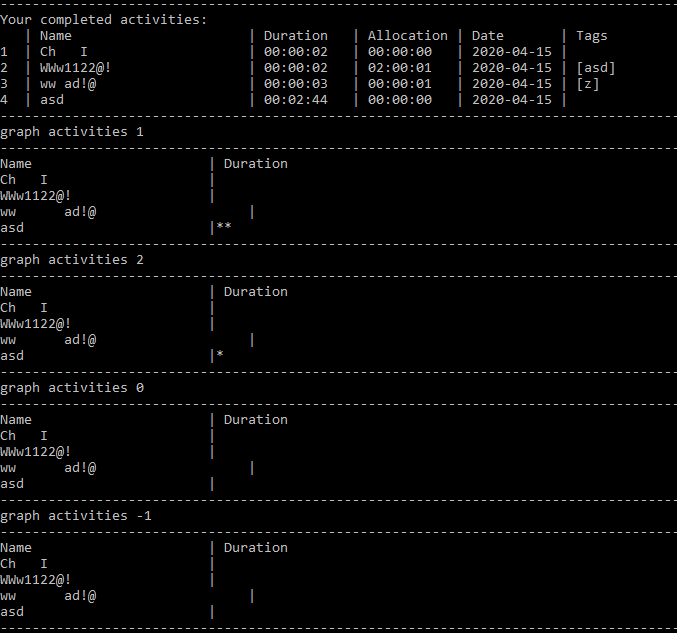 --------------------------------------------------------------------------------
Your completed activities:
   | Name                      | Duration   | Allocation | Date       | Tags
1  | Ch   I                    | 00:00:02   | 00:00:00   | 2020-04-15 |
2  | WWw1122@!                 | 00:00:02   | 02:00:01   | 2020-04-15 | [asd]
3  | ww ad!@                   | 00:00:03   | 00:00:01   | 2020-04-15 | [z]
4  | asd                       | 00:02:44   | 00:00:00   | 2020-04-15 |
--------------------------------------------------------------------------------
graph activities 1
--------------------------------------------------------------------------------
Name                      | Duration
Ch   I                    |
WWw1122@!                 |
ww      ad!@                   |
asd                       |**
--------------------------------------------------------------------------------
graph activities 2
--------------------------------------------------------------------------------
Name                      | Duration
Ch   I                    |
WWw1122@!                 |
ww      ad!@                   |
asd                       |*
--------------------------------------------------------------------------------
graph activities 0
--------------------------------------------------------------------------------
Name                      | Duration
Ch   I                    |
WWw1122@!                 |
ww      ad!@                   |
asd                       |
--------------------------------------------------------------------------------
graph activities -1
--------------------------------------------------------------------------------
Name                      | Duration
Ch   I                    |
WWw1122@!                 |
ww      ad!@                   |
asd                       |
--------------------------------------------------------------------------------